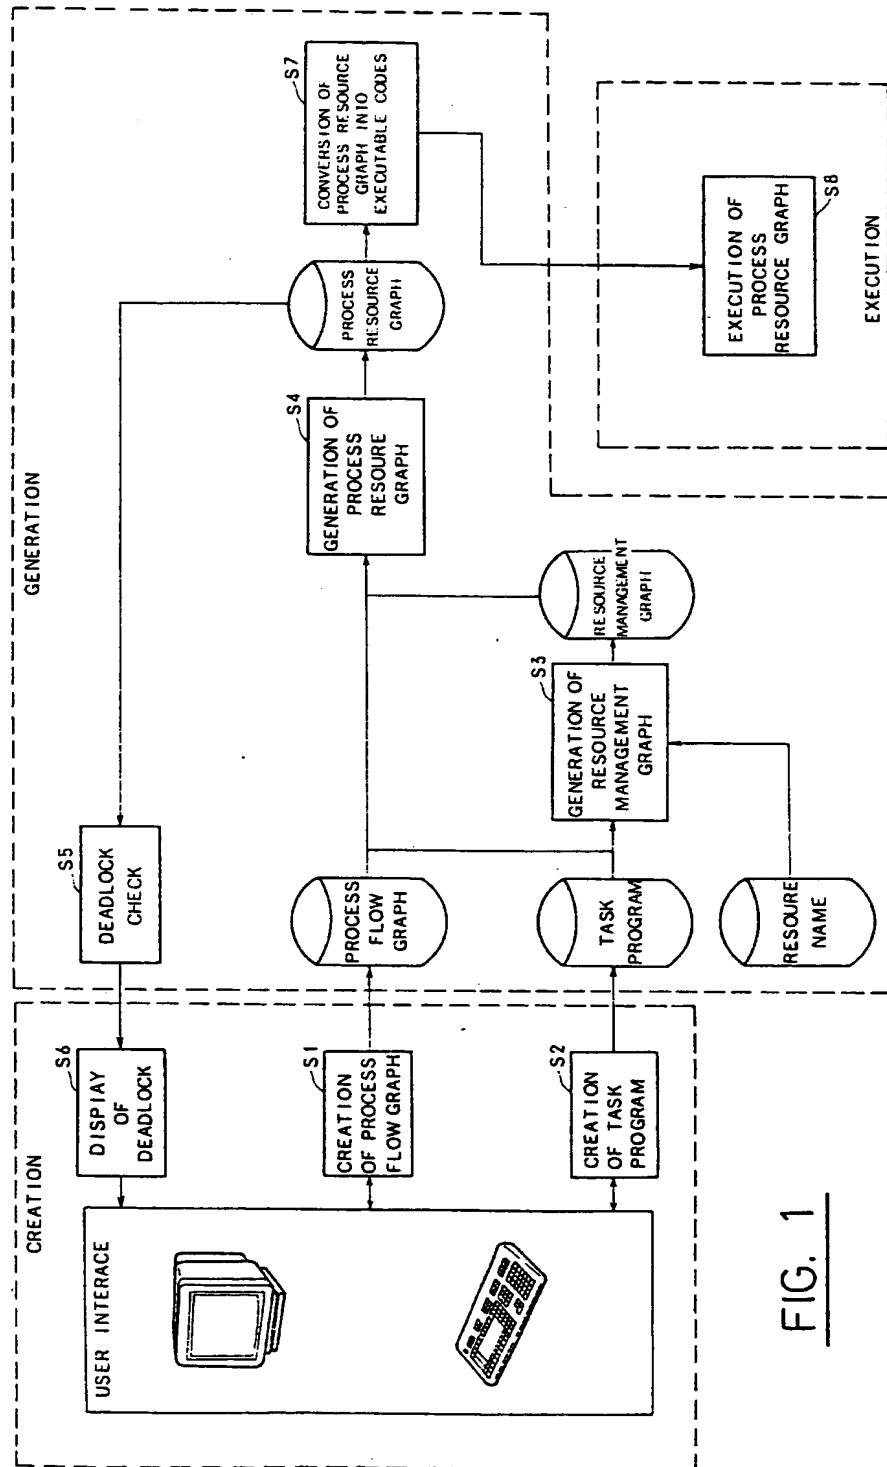 CREATION
USER INTERACE
S6
DISPLAY
OF
DEADLOCK
S1
CREATION
OF PROCESS
FLOW GRAPH
S2
CREATION
OF TASK
PROGRAM
GENERATION
S5
DEADLOCK
CHECK
PROCESS
FLOW
GRAPH
TASK
PROGRAM
RESOURE
NAME
S3
GENERATION OF
RESOURCE
MANAGEMENT
GRAPH
RESOURCE
MANAGEMENT
GRAPH
S4
GENERATION OF
PROCESS
RESOURE
GRAPH
PROCESS
RESOURCE
GRAPH
S7
CONVERSION OF
PROCESS RESOURCE
GRAPH INTO
EXECUTABLE CODES
EXECUTION OF
PROCESS
RESOURCE GRAPH
S8
EXECUTION
FIG. 1